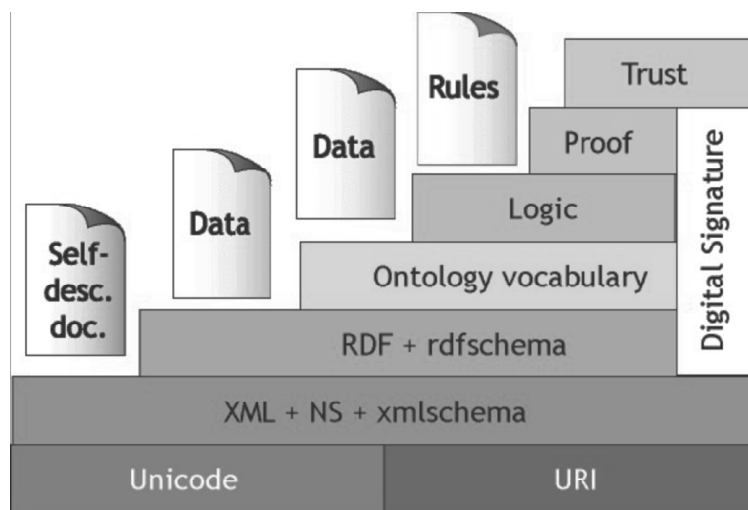 Rules
Trust
Data
Proof
Data
Logic
Self-
desc.
doc.
Ontology vocabulary
Digital Signature
RDF + rdfschema
XML + NS + xmlschema
Unicode
URI